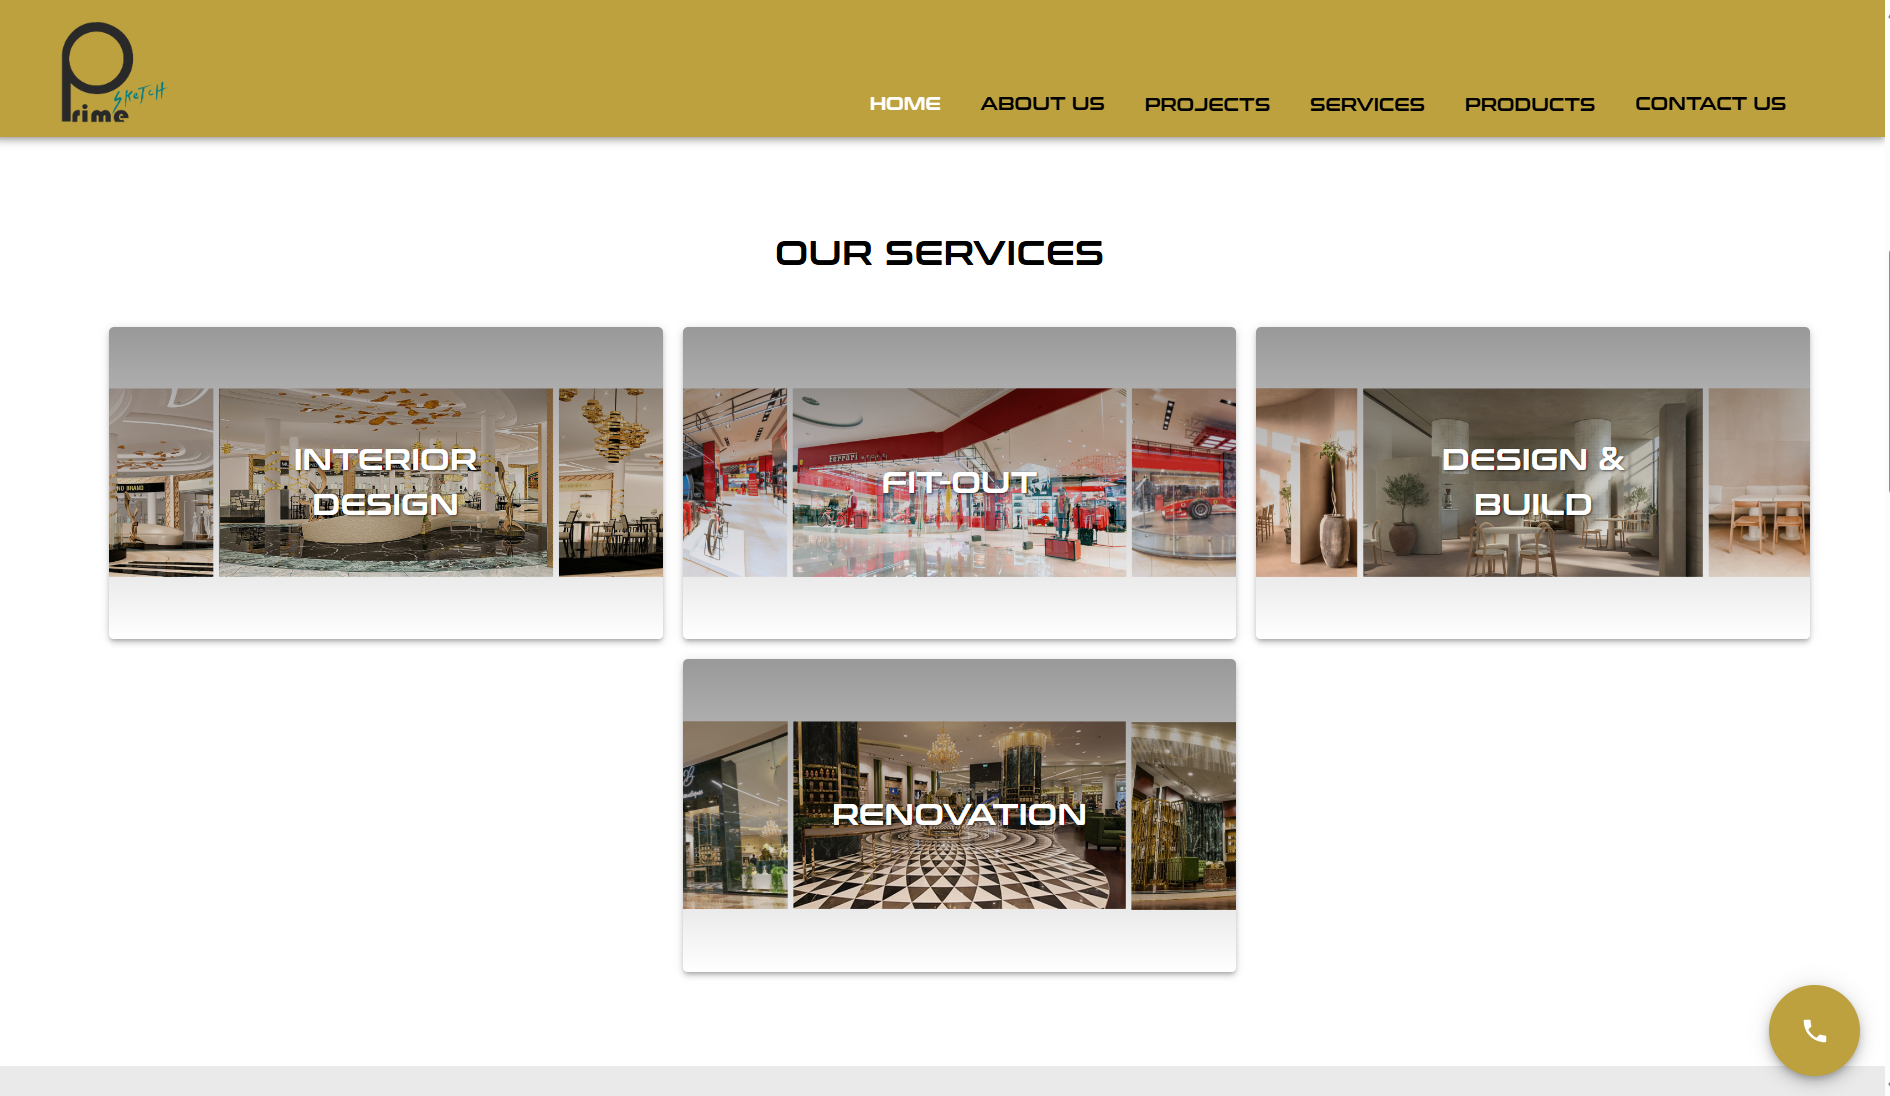 Prime
SKeTCH
HOME
ABOUT US
PROJECTS
SERVICES
PRODUCTS
CONTACT US
OUR SERVICES
INTERIOR
DESIGN
Ferrari
FIT-OUT
DESIGN &
BUILD
RENOVATION